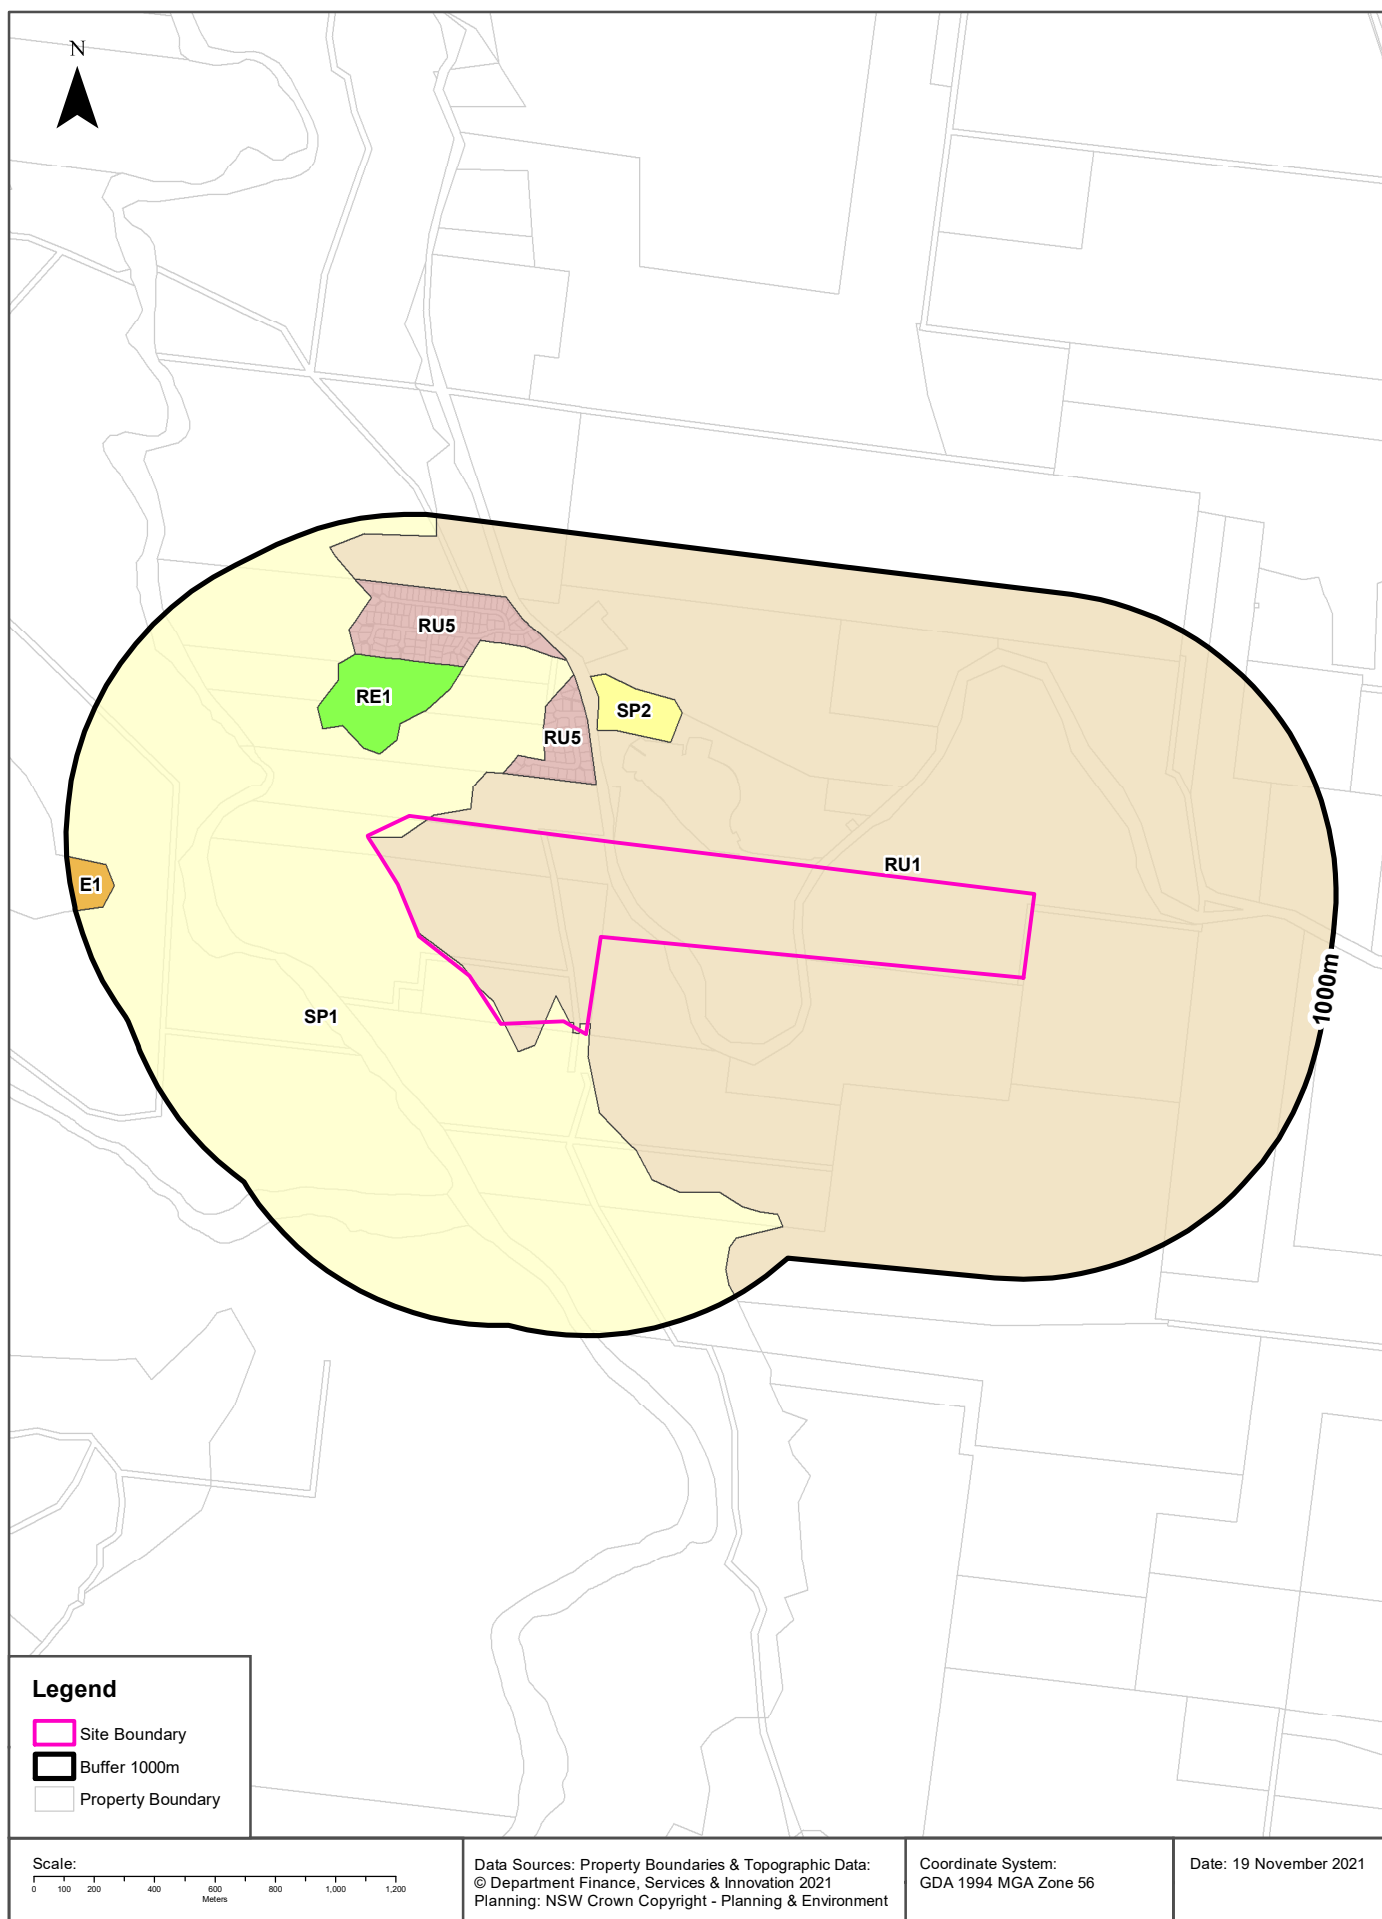 N
RU5
RE1
SP2
RU5
RU1
E1
1000m
SP1
Legend
Site Boundary
Buffer 1000m
Property Boundary
Scale:
0 100 200 400 600 800 1,000 1,200
Meters
Data Sources: Property Boundaries & Topographic Data:
© Department Finance, Services & Innovation 2021
Planning: NSW Crown Copyright - Planning & Environment
Coordinate System:
GDA 1994 MGA Zone 56
Date: 19 November 2021